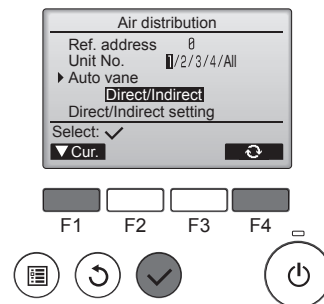 Air distribution
Ref. address 0
Unit No. 1/2/3/4/All
Auto vane
Direct/Indirect
Direct/Indirect setting
Select:
Cur.
F1 F2 F3 F4